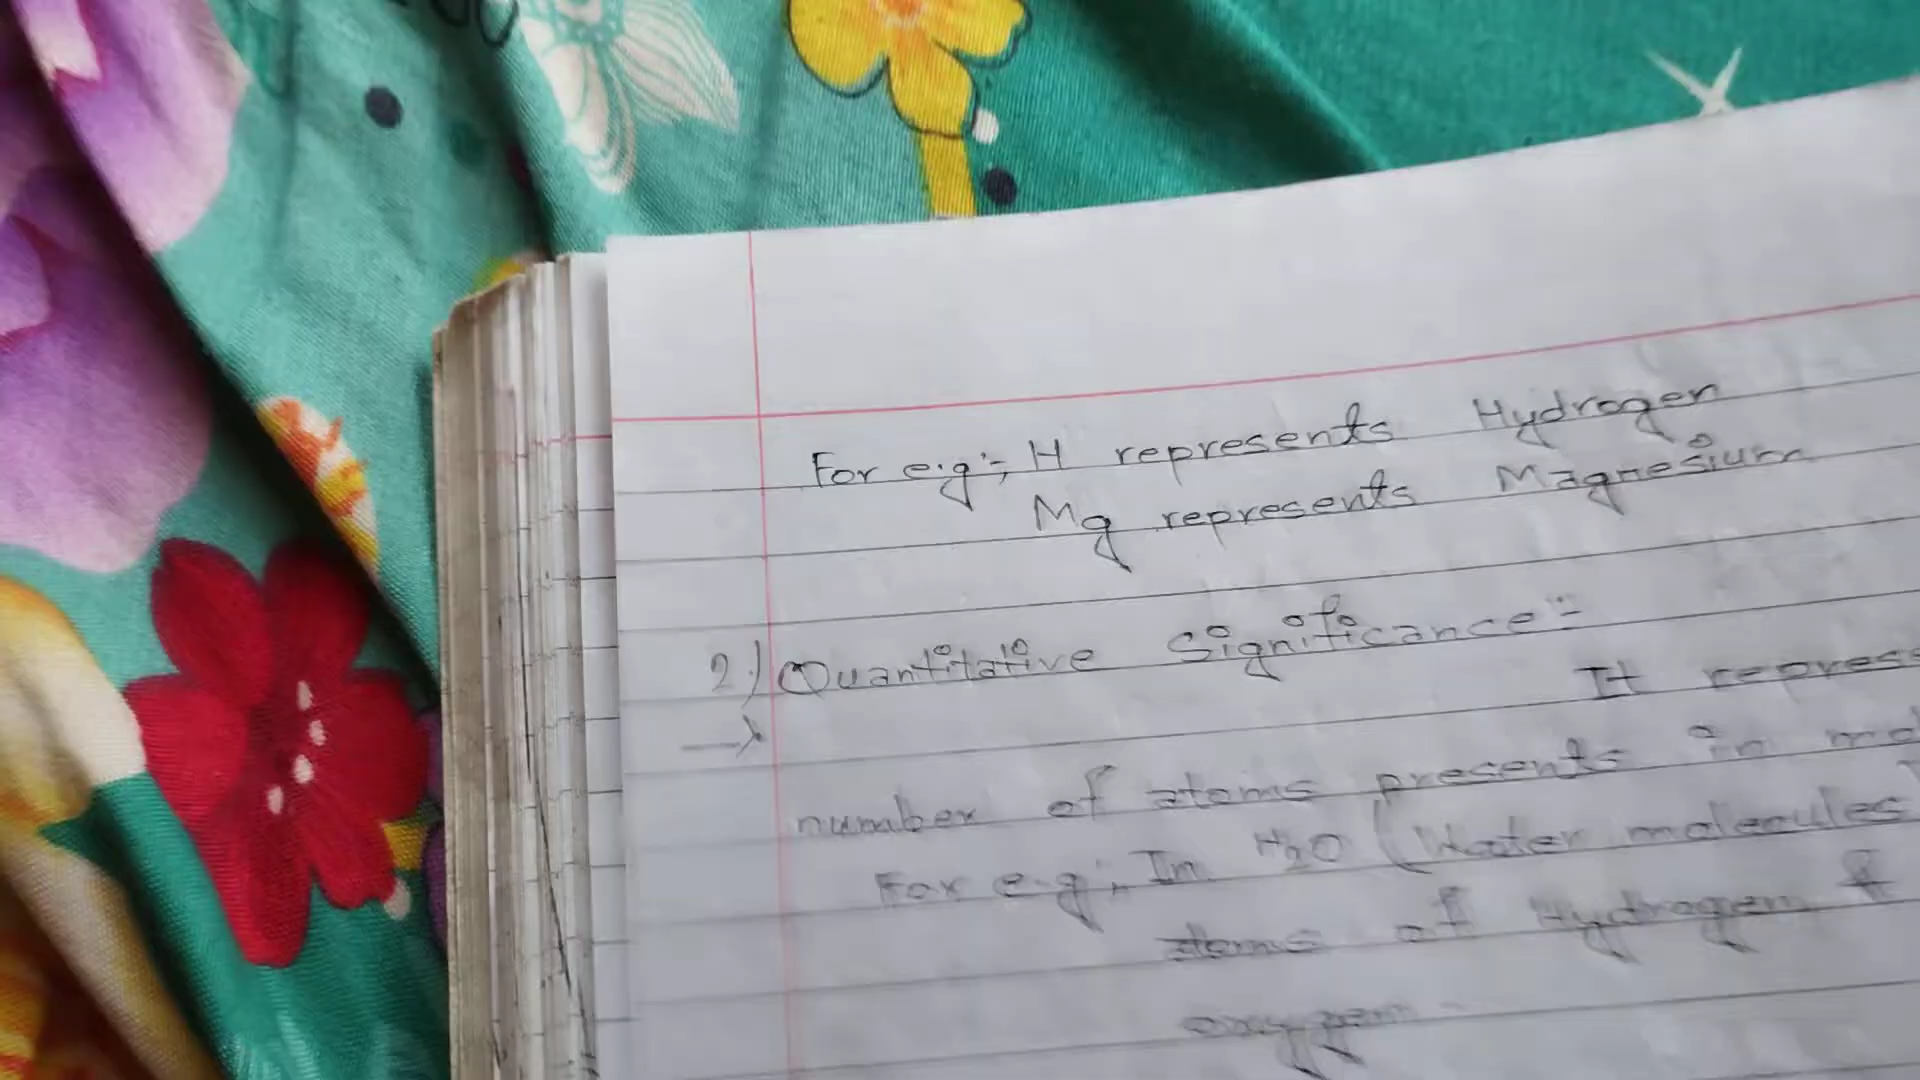 For e.g:- H represents Hydrogen
Mg represents Magnesium
2) Quantitative Significance:-
→ It repres
number of atoms presents in mo
For e.g:- In H₂O (Water molecules
atoms of Hydrogen &
oxygen